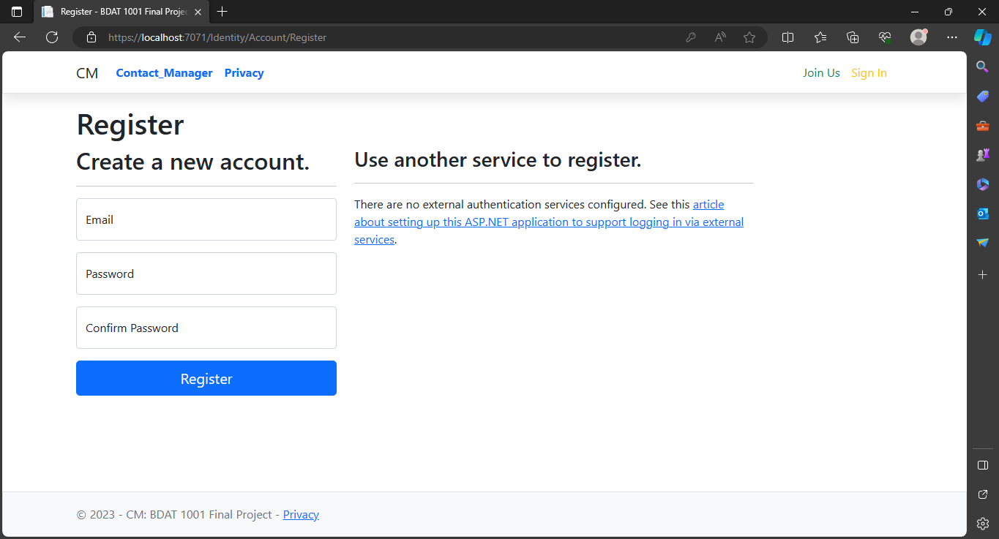 Register - BDAT 1001 Final Proje
https://localhost:7071/Identity/Account/Register
CM Contact_Manager Privacy Join Us Sign In
Register
Create a new account.
Email
Password
Confirm Password
Register
Use another service to register.
There are no external authentication services configured. See this article
about setting up this ASP.NET application to support logging in via external
services.
© 2023 - CM: BDAT 1001 Final Project - Privacy